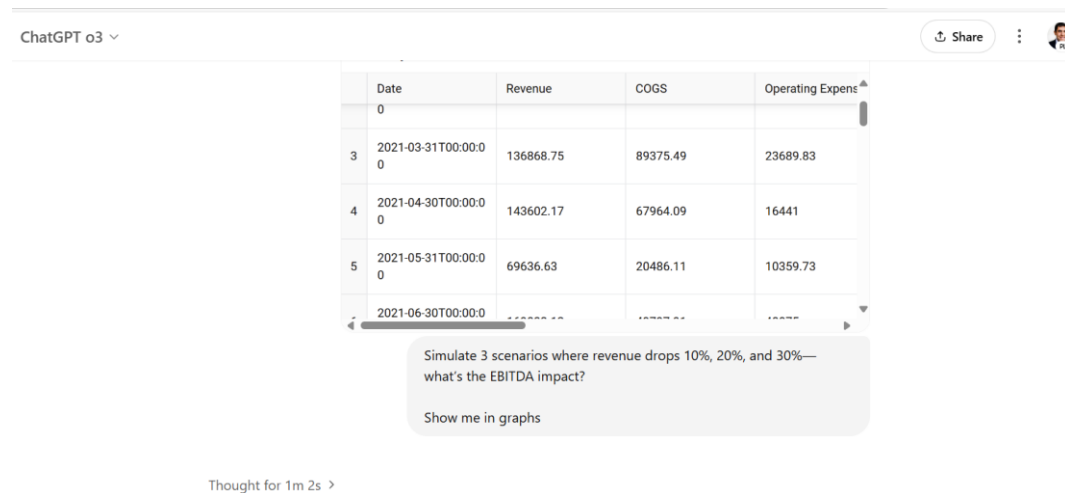 ChatGPT o3
Share
Date Revenue COGS Operating Expens
0
3 2021-03-31T00:00:0
0 136868.75 89375.49 23689.83
4 2021-04-30T00:00:0
0 143602.17 67964.09 16441
5 2021-05-31T00:00:0
0 69636.63 20486.11 10359.73
2021-06-30T00:00:0
Simulate 3 scenarios where revenue drops 10%, 20%, and 30%—
what's the EBITDA impact?
Show me in graphs
Thought for 1m 2s >